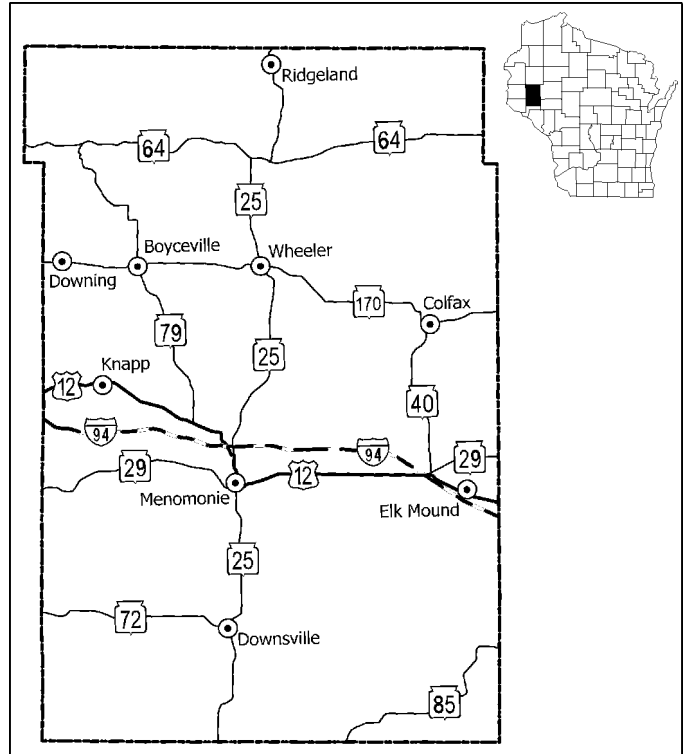 Ridgeland
64
64
25
Boyceville
Wheeler
Downing
170
Colfax
79
25
Knapp
12
40
94
94
29
29
12
Menomonie
Elk Mound
25
72
Downsville
85